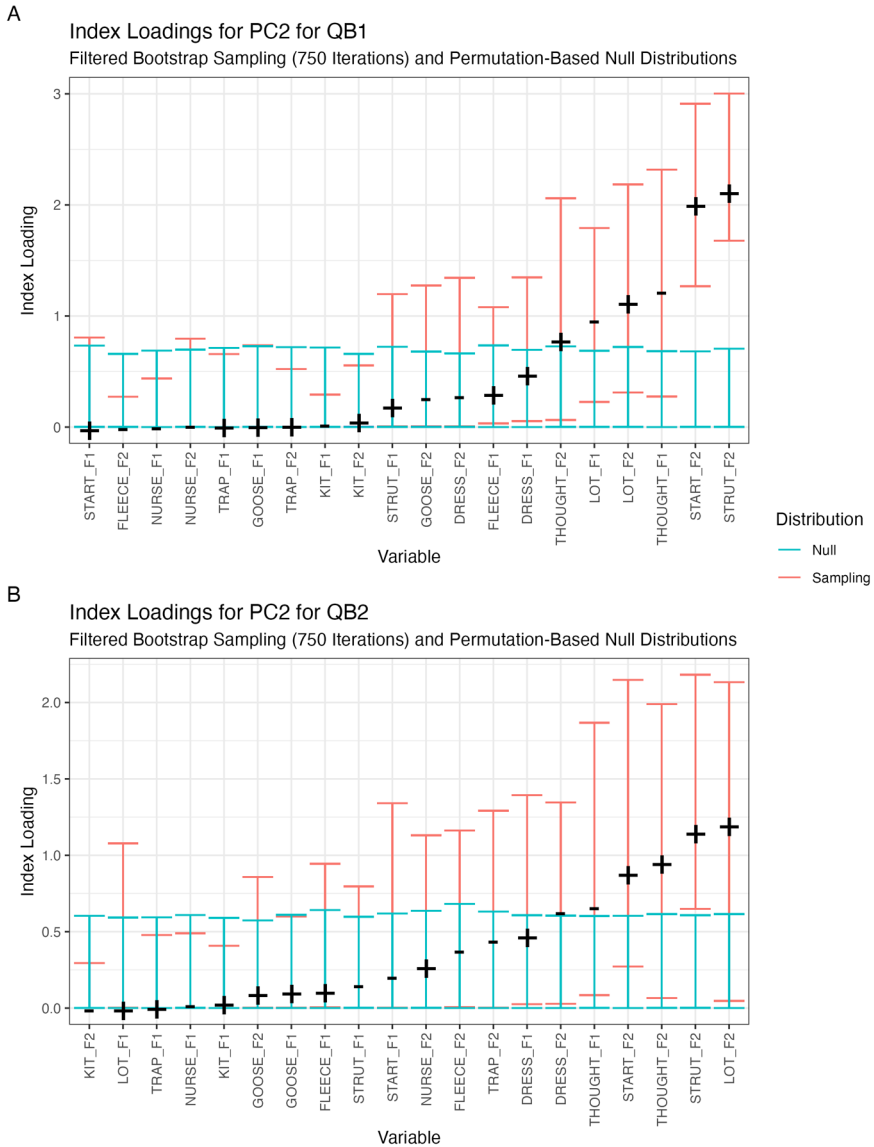 A
Index Loadings for PC2 for QB1
Filtered Bootstrap Sampling (750 Iterations) and Permutation-Based Null Distributions
3
2
1
0
Index Loading
START_F1
FLEECE_F2
NURSE_F1
NURSE_F2
TRAP_F1
GOOSE_F1
TRAP_F2
KIT_F1
KIT_F2
STRUT_F1
GOOSE_F2
DRESS_F2
FLEECE_F1
DRESS_F1
THOUGHT_F2
LOT_F1
LOT_F2
THOUGHT_F1
START_F2
STRUT_F2
Variable
Distribution
Null
Sampling
B
Index Loadings for PC2 for QB2
Filtered Bootstrap Sampling (750 Iterations) and Permutation-Based Null Distributions
2.0
1.5
1.0
0.5
0.0
Index Loading
KIT_F2
LOT_F1
TRAP_F1
NURSE_F1
KIT_F1
GOOSE_F2
GOOSE_F1
FLEECE_F1
STRUT_F1
START_F1
NURSE_F2
FLEECE_F2
TRAP_F2
DRESS_F1
DRESS_F2
THOUGHT_F1
START_F2
THOUGHT_F2
STRUT_F2
LOT_F2
Variable